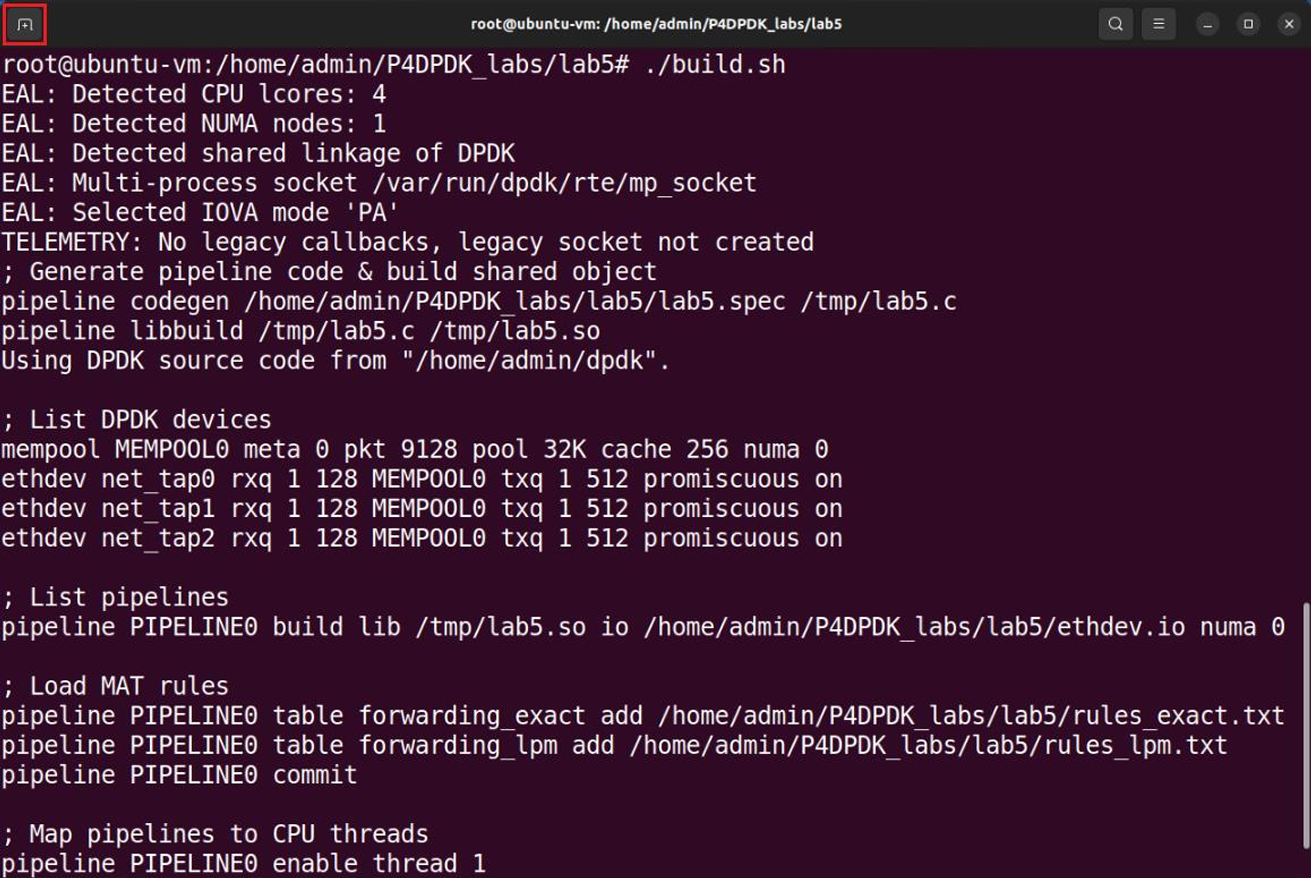 root@ubuntu-vm: /home/admin/P4DPDK_labs/lab5
root@ubuntu-vm:/home/admin/P4DPDK_labs/lab5# ./build.sh
EAL: Detected CPU lcores: 4
EAL: Detected NUMA nodes: 1
EAL: Detected shared linkage of DPDK
EAL: Multi-process socket /var/run/dpdk/rte/mp_socket
EAL: Selected IOVA mode 'PA'
TELEMETRY: No legacy callbacks, legacy socket not created
; Generate pipeline code & build shared object
pipeline codegen /home/admin/P4DPDK_labs/lab5/lab5.spec /tmp/lab5.c
pipeline libbuild /tmp/lab5.c /tmp/lab5.so
Using DPDK source code from "/home/admin/dpdk".
; List DPDK devices
mempool MEMPOOL0 meta 0 pkt 9128 pool 32K cache 256 numa 0
ethdev net_tap0 rxq 1 128 MEMPOOL0 txq 1 512 promiscuous on
ethdev net_tap1 rxq 1 128 MEMPOOL0 txq 1 512 promiscuous on
ethdev net_tap2 rxq 1 128 MEMPOOL0 txq 1 512 promiscuous on
; List pipelines
pipeline PIPELINE0 build lib /tmp/lab5.so io /home/admin/P4DPDK_labs/lab5/ethdev.io numa 0
; Load MAT rules
pipeline PIPELINE0 table forwarding_exact add /home/admin/P4DPDK_labs/lab5/rules_exact.txt
pipeline PIPELINE0 table forwarding_lpm add /home/admin/P4DPDK_labs/lab5/rules_lpm.txt
pipeline PIPELINE0 commit
; Map pipelines to CPU threads
pipeline PIPELINE0 enable thread 1